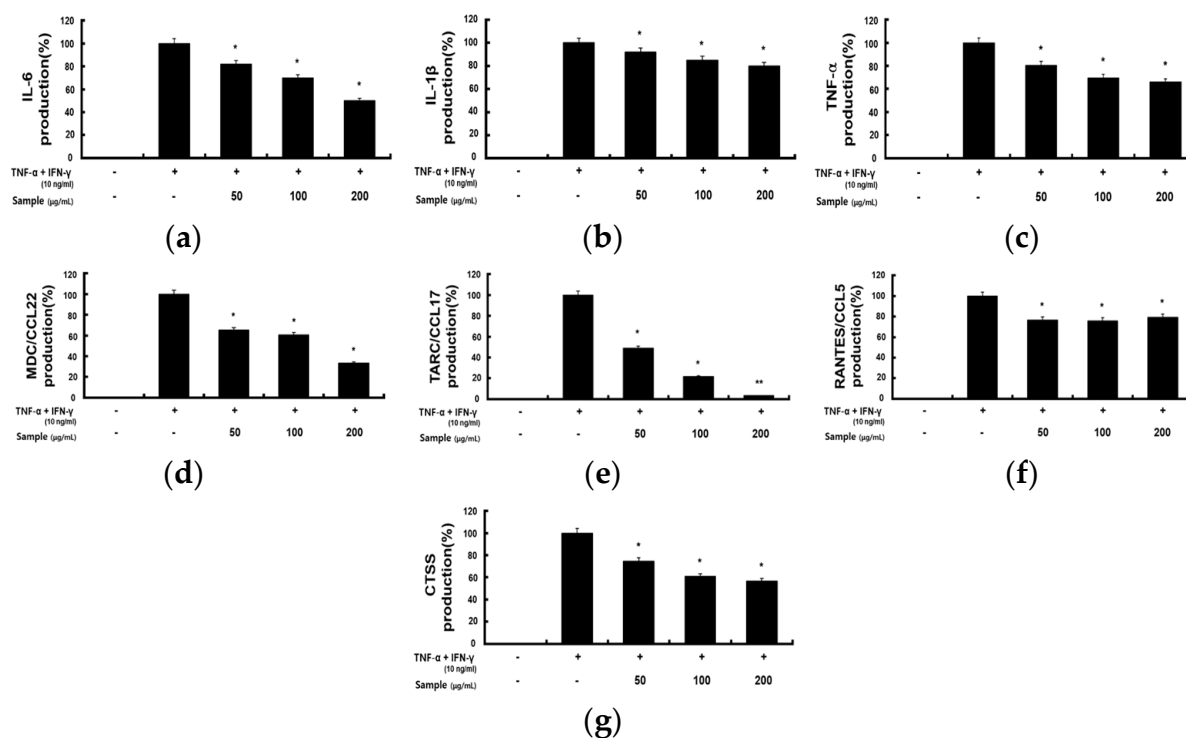 120
100
80
60
40
20
0
IL-6
production(%)
* * *
TNF-α + IFN-γ - + + + +
(10 ng/ml)
Sample (μg/mL) - - 50 100 200
(a)
120
100
80
60
40
20
0
IL-1β
production(%)
* * *
TNF-α + IFN-γ - + + + +
(10 ng/ml)
Sample (μg/mL) - - 50 100 200
(b)
120
100
80
60
40
20
0
TNF-α
production(%)
* * *
TNF-α + IFN-γ - + + + +
(10 ng/ml)
Sample (μg/mL) - - 50 100 200
(c)
120
100
80
60
40
20
0
MDC/CCL22
production(%)
* * *
TNF-α + IFN-γ - + + + +
(10 ng/ml)
Sample (μg/mL) - - 50 100 200
(d)
120
100
80
60
40
20
0
TARC/CCL17
production(%)
* * **
TNF-α + IFN-γ - + + + +
(10 ng/ml)
Sample (μg/mL) - - 50 100 200
(e)
120
100
80
60
40
20
0
RANTES/CCL5
production(%)
* * *
TNF-α + IFN-γ - + + + +
(10 ng/ml)
Sample (μg/mL) - - 50 100 200
(f)
120
100
80
60
40
20
0
CTSS
production(%)
* * *
TNF-α + IFN-γ - + + + +
(10 ng/ml)
Sample (μg/mL) - - 50 100 200
(g)